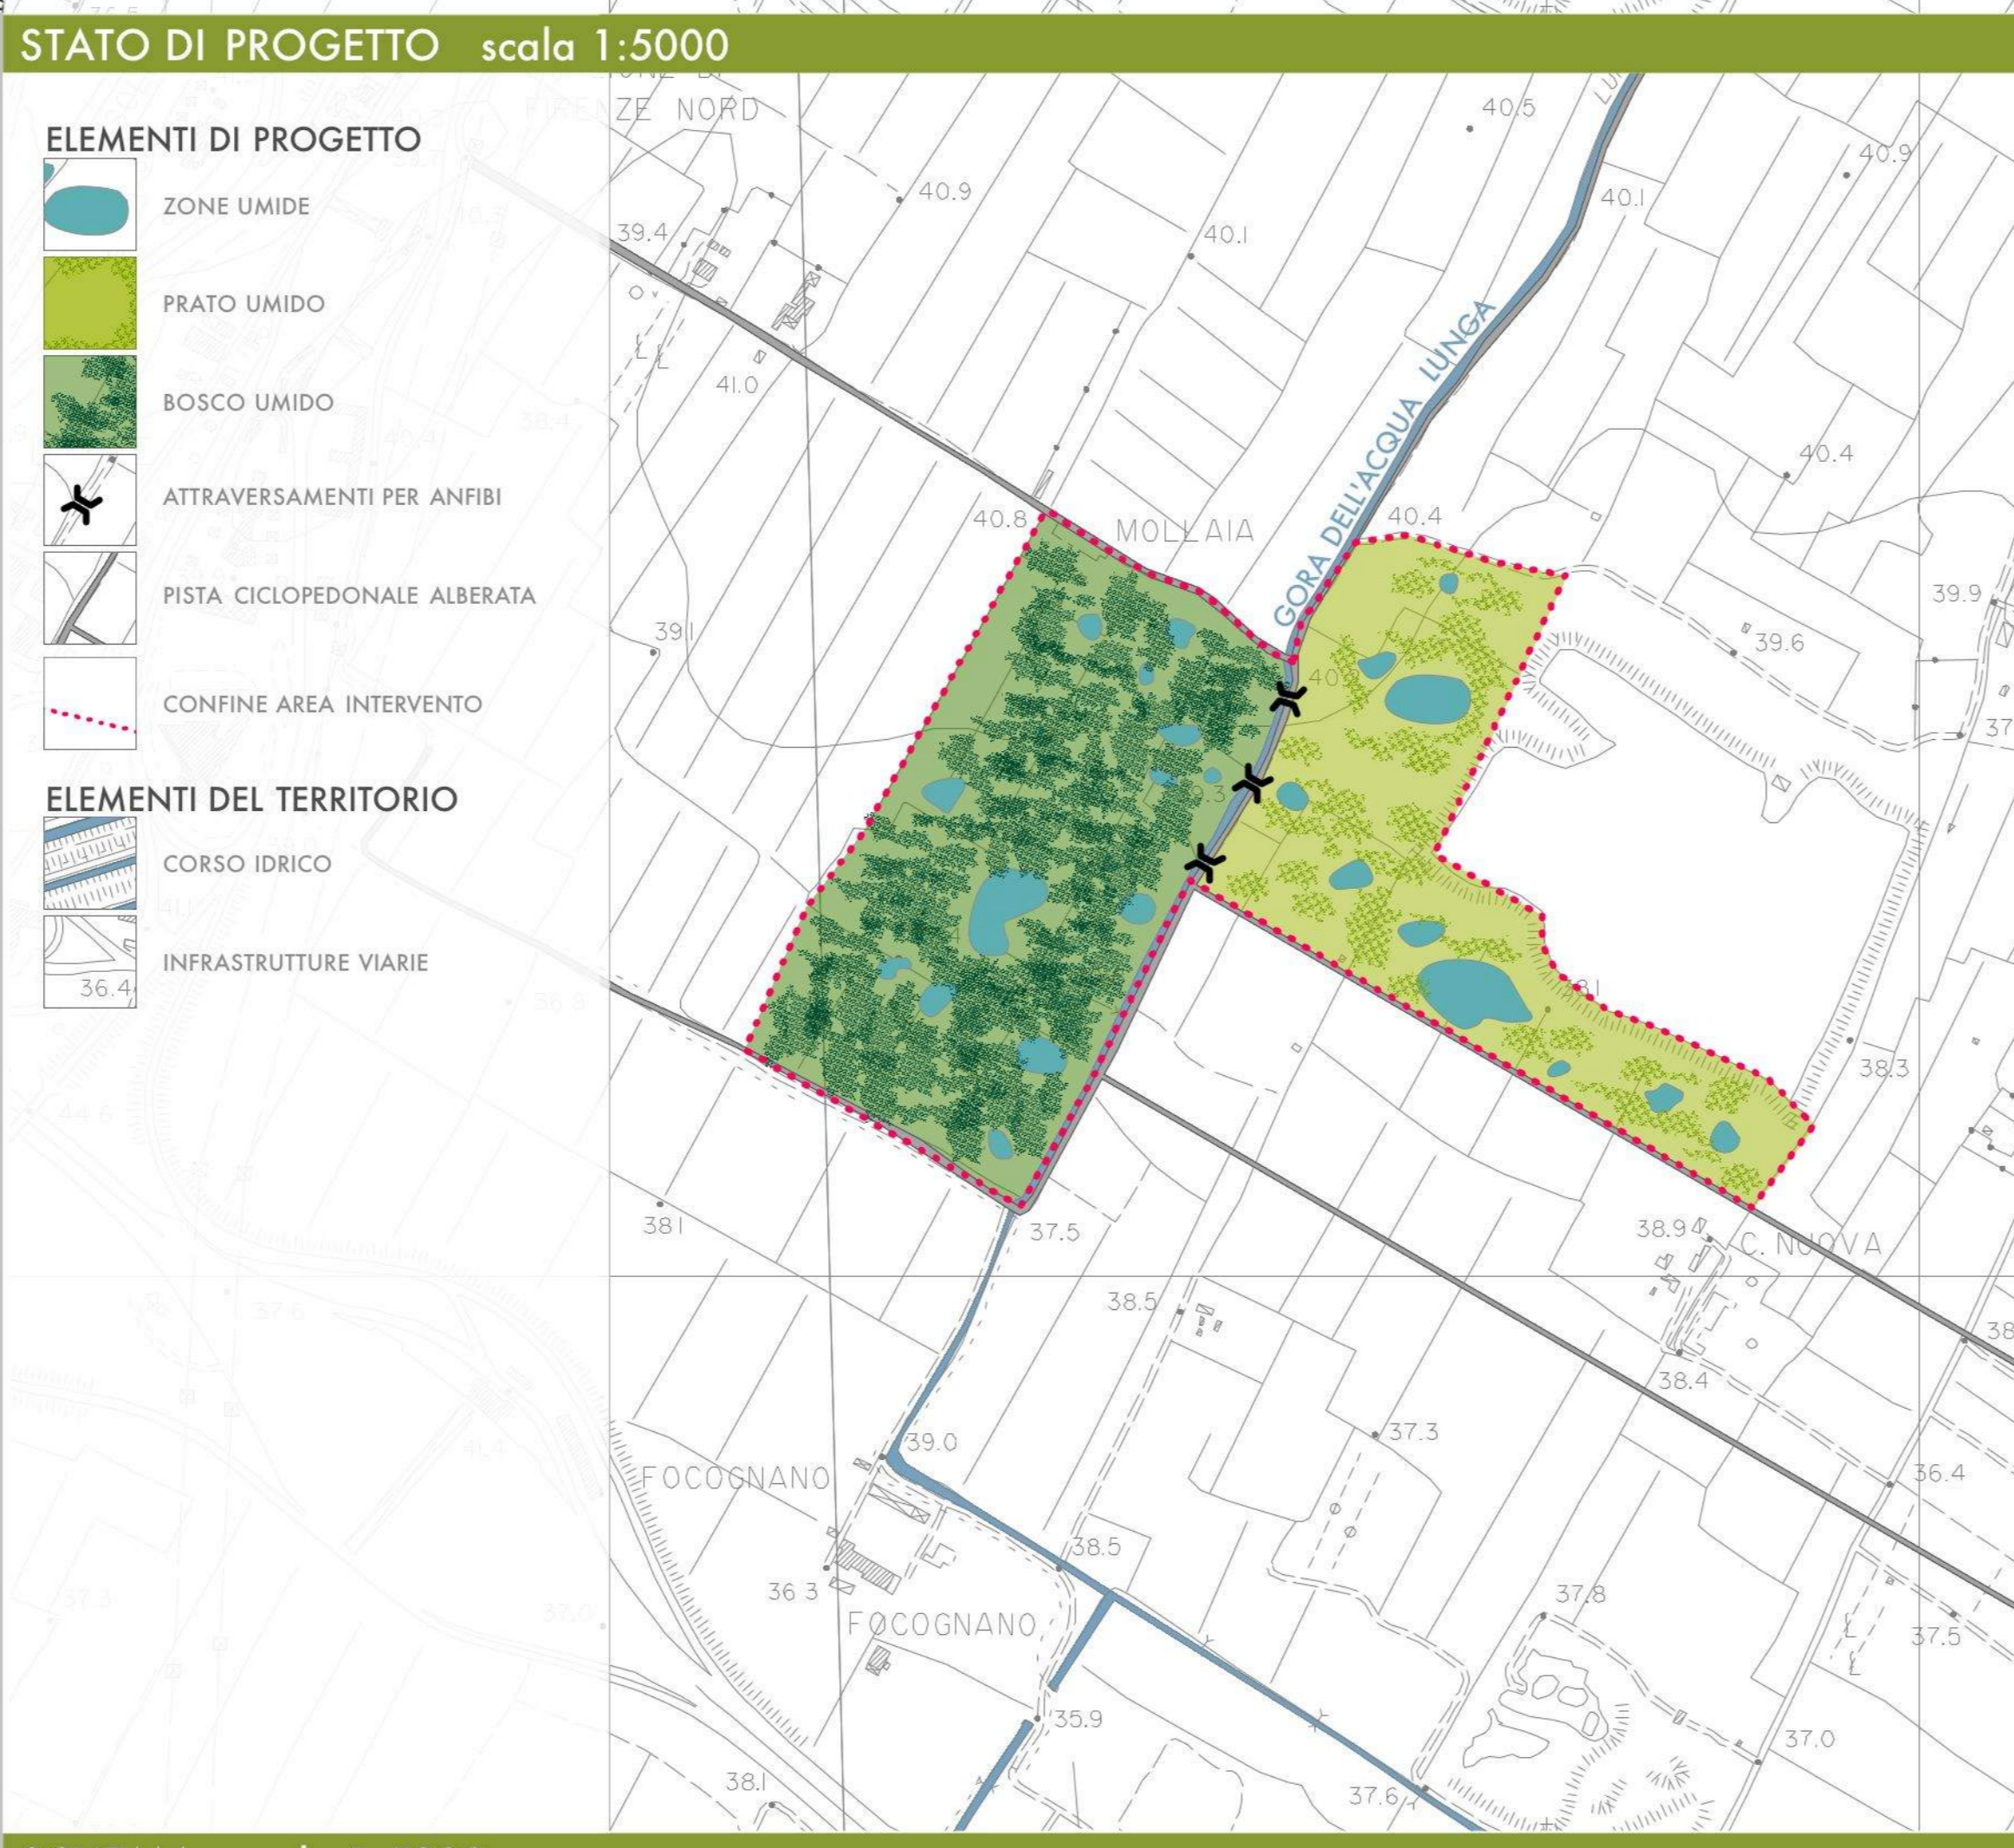 STATO DI PROGETTO scala 1:5000
ELEMENTI DI PROGETTO
ZONE UMIDE
PRATO UMIDO
BOSCO UMIDO
ATTRAVERSAMENTI PER ANFIBI
PISTA CICLOPEDONALE ALBERATA
CONFINE AREA INTERVENTO
ELEMENTI DEL TERRITORIO
CORSO IDRICO
INFRASTRUTTURE VIARIE
36.4
FIRENZE NORD
40.5
40.9
40.9
40.1
39.4
40.1
41.0
GORA DELL'ACQUA LUNGA
40.4
40.8
MOLLAIA
40.4
39.9
39.1
39.6
37
38.3
381
37.5
38.9
C. NUOVA
38.5
38
38.4
39.0
37.3
FOCOGNANO
36.4
38.5
36 3
37.8
FOCOGNANO
37.5
35.9
37.0
38.1
37.6